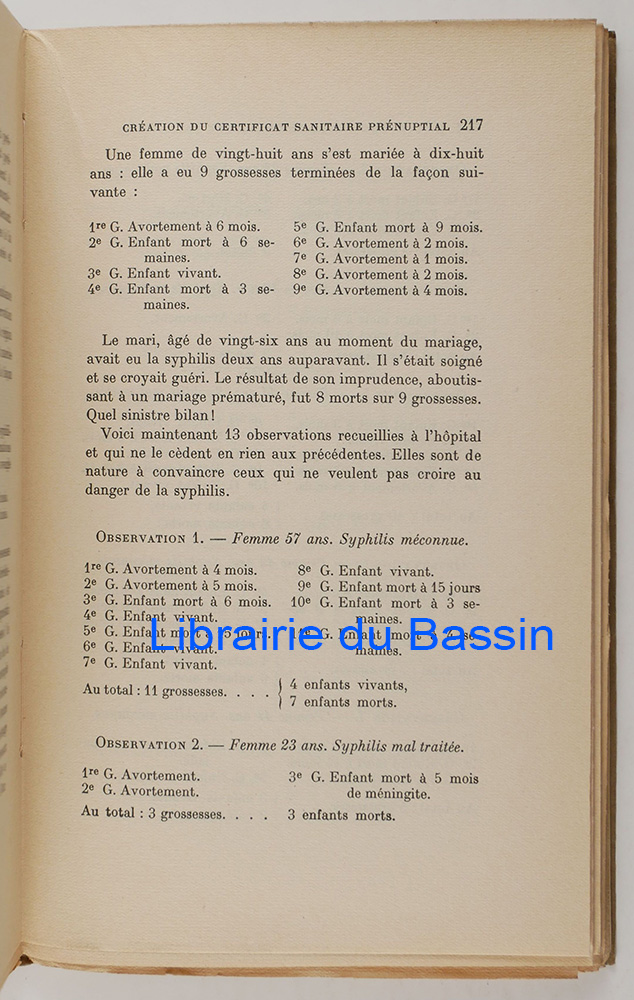 CRÉATION DU CERTIFICAT SANITAIRE PRÉNUPTIAL 217
Une femme de vingt-huit ans s'est mariée à dix-huit
ans : elle a eu 9 grossesses terminées de la façon sui-
vante :
1re G. Avortement à 6 mois.
2e G. Enfant mort à 6 se-
maines.
3e G. Enfant vivant.
4e G. Enfant mort à 3 se-
maines.
5e G. Enfant mort à 9 mois.
6e G. Avortement à 2 mois.
7e G. Avortement à 1 mois.
8e G. Avortement à 2 mois.
9e G. Avortement à 4 mois.
Le mari, âgé de vingt-six ans au moment du mariage,
avait eu la syphilis deux ans auparavant. Il s'était soigné
et se croyait guéri. Le résultat de son imprudence, aboutis-
sant à un mariage prématuré, fut 8 morts sur 9 grossesses.
Quel sinistre bilan!
Voici maintenant 13 observations recueillies à l'hôpital
et qui ne le cèdent en rien aux précédentes. Elles sont de
nature à convaincre ceux qui ne veulent pas croire au
danger de la syphilis.
OBSERVATION 1. — Femme 57 ans. Syphilis méconnue.
1re G. Avortement à 4 mois.
2e G. Avortement à 5 mois.
3e G. Enfant mort à 6 mois.
4e G. Enfant vivant.
5e G. Enfant mort à 5 jours.
6e G. Enfant vivant.
7e G. Enfant vivant.
8e G. Enfant vivant.
9e G. Enfant mort à 15 jours
10e G. Enfant mort à 3 se-
maines.
G. Enfant mort à se-
maines.
Librairie du Bassin
Au total : 11 grossesses. . . . { 4 enfants vivants,
7 enfants morts.
OBSERVATION 2. — Femme 23 ans. Syphilis mal traitée.
1re G. Avortement.
2e G. Avortement.
3e G. Enfant mort à 5 mois
de méningite.
Au total : 3 grossesses. . . . 3 enfants morts.